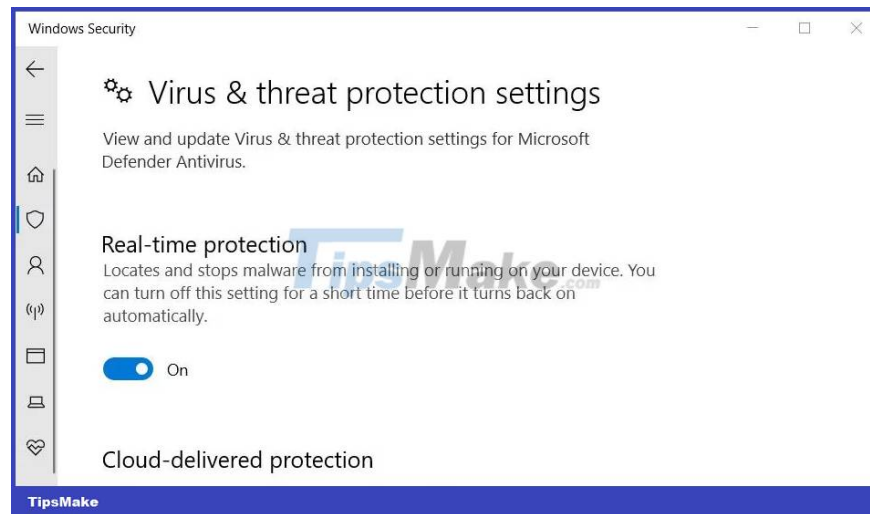 Windows Security
Virus & threat protection settings
View and update Virus & threat protection settings for Microsoft
Defender Antivirus.
Real-time protection
TipsMake.com
Locates and stops malware from installing or running on your device. You
can turn off this setting for a short time before it turns back on
automatically.
On
Cloud-delivered protection
TipsMake